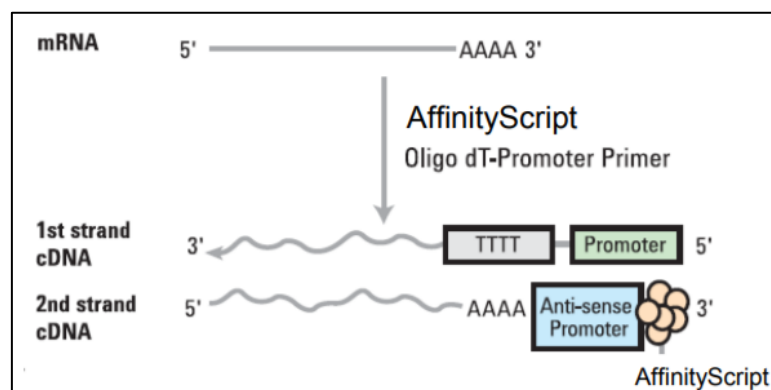 mRNA 5' AAAA 3'
AffinityScript
Oligo dT-Promoter Primer
1st strand
cDNA
3' TTTT Promoter 5'
2nd strand
cDNA
5' AAAA Anti-sense
Promoter
3'
AffinityScript